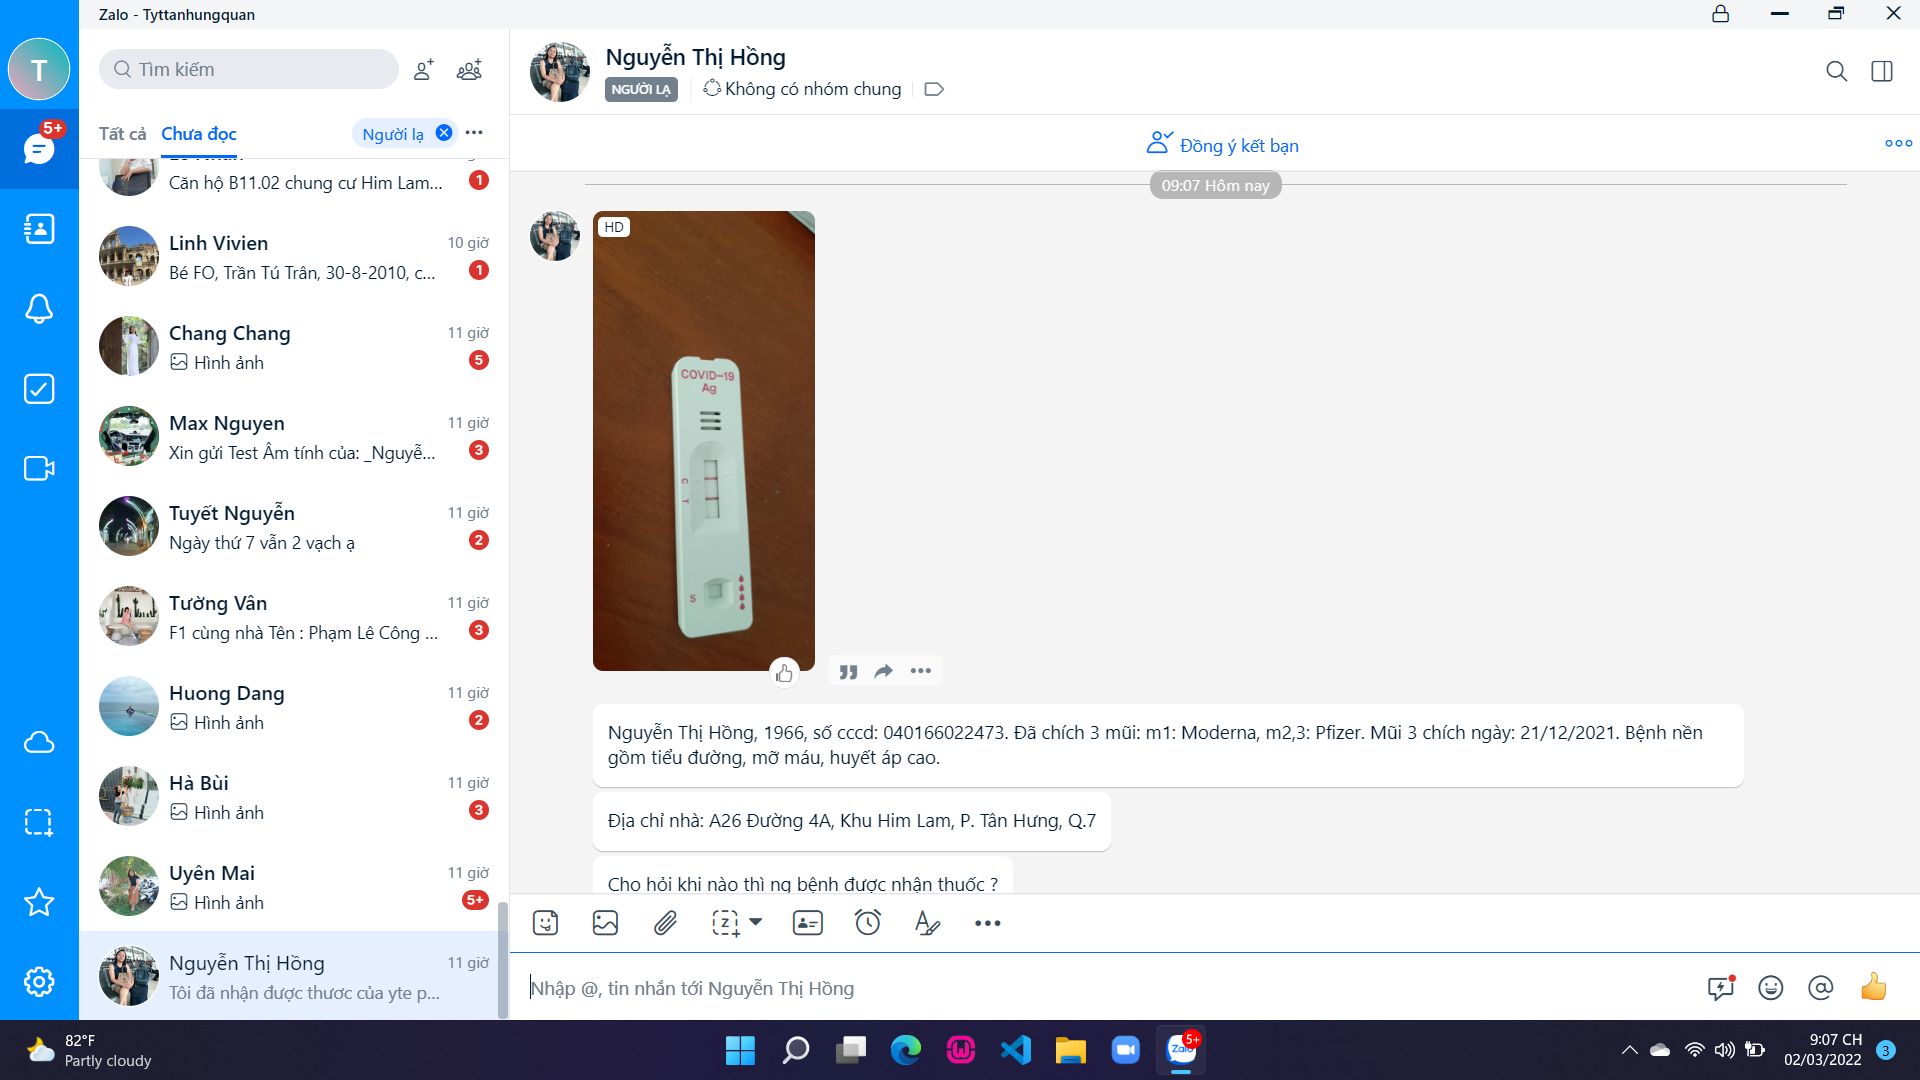 Zalo - Tyttanhungquan
T
5+
Tìm kiếm
Tất cả
Chưa đọc
Người lạ
Căn hộ B11.02 chung cư Him Lam...
1
Linh Vivien
10 giờ
Bé FO, Trần Tú Trân, 30-8-2010, c...
1
Chang Chang
11 giờ
Hình ảnh
5
Max Nguyen
11 giờ
Xin gửi Test Âm tính của: _Nguyễ...
3
Tuyết Nguyễn
11 giờ
Ngày thứ 7 vẫn 2 vạch ạ
2
Tường Vân
11 giờ
F1 cùng nhà Tên : Phạm Lê Công ...
3
Huong Dang
11 giờ
Hình ảnh
2
Hà Bùi
11 giờ
Hình ảnh
3
Uyên Mai
11 giờ
Hình ảnh
5+
Nguyễn Thị Hồng
11 giờ
Tôi đã nhận được thươc của yte p...
Nguyễn Thị Hồng
NGƯỜI LẠ
Không có nhóm chung
Đồng ý kết bạn
09:07 Hôm nay
HD
COVID-19
Ag
C
T
S
Nguyễn Thị Hồng, 1966, số cccd: 040166022473. Đã chích 3 mũi: m1: Moderna, m2,3: Pfizer. Mũi 3 chích ngày: 21/12/2021. Bệnh nền
gồm tiểu đường, mỡ máu, huyết áp cao.
Địa chỉ nhà: A26 Đường 4A, Khu Him Lam, P. Tân Hưng, Q.7
Cho hỏi khi nào thì ng bệnh được nhận thuốc ?
Nhập @, tin nhắn tới Nguyễn Thị Hồng
82°F
Partly cloudy
Zalo
5+
9:07 CH
02/03/2022
3